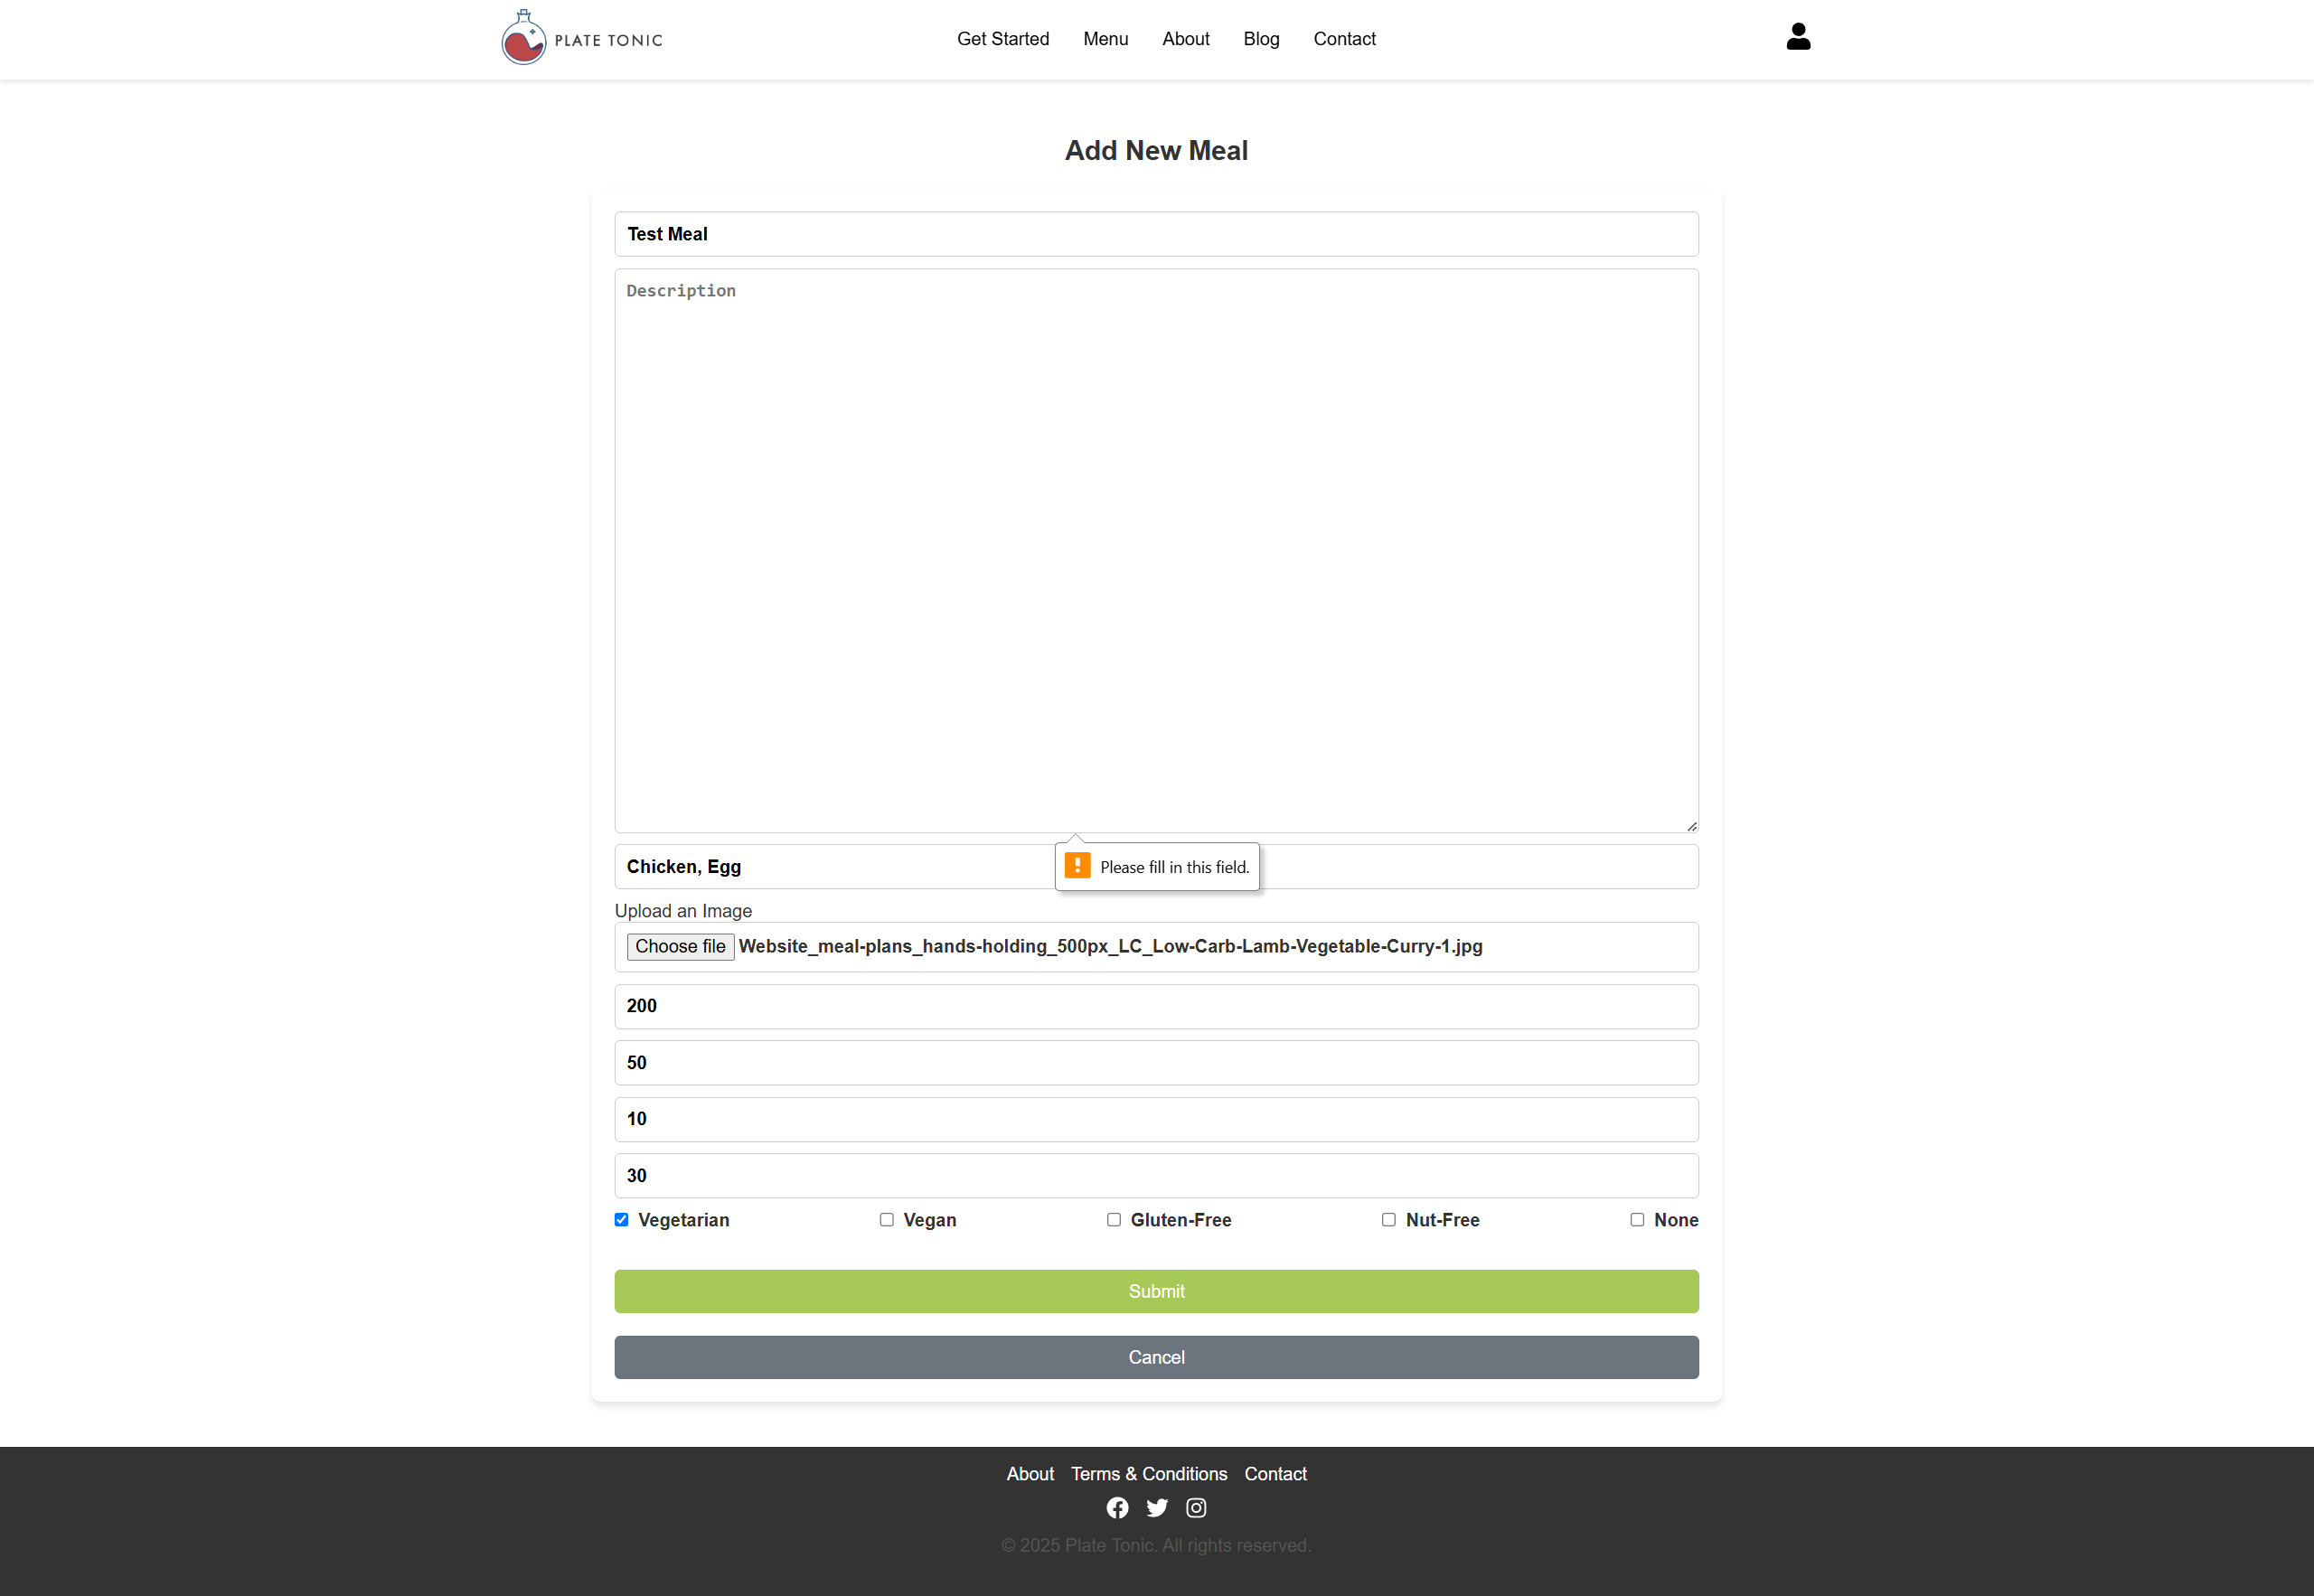 PLATE TONIC
Get Started Menu About Blog Contact
Add New Meal
Test Meal
Description
Chicken, Egg
Please fill in this field.
Upload an Image
Choose file Website_meal-plans_hands-holding_500px_LC_Low-Carb-Lamb-Vegetable-Curry-1.jpg
200
50
10
30
Vegetarian Vegan Gluten-Free Nut-Free None
Submit
Cancel
About Terms & Conditions Contact
© 2025 Plate Tonic. All rights reserved.